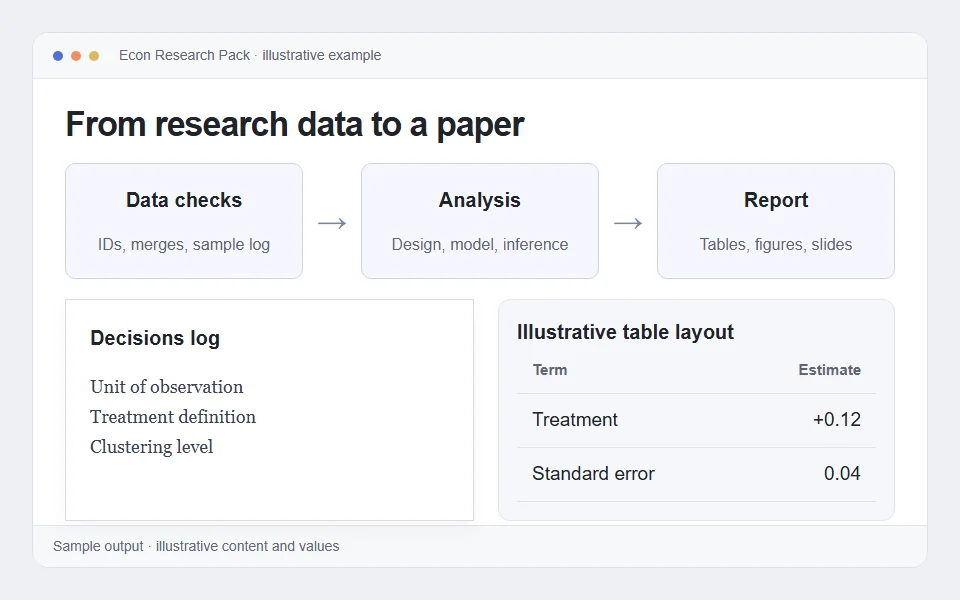 Econ Research Pack · illustrative example
From research data to a paper
Data checks
IDs, merges, sample log
→
Analysis
Design, model, inference
→
Report
Tables, figures, slides
Decisions log
Unit of observation
Treatment definition
Clustering level
Illustrative table layout
Term Estimate
Treatment +0.12
Standard error 0.04
Sample output · illustrative content and values